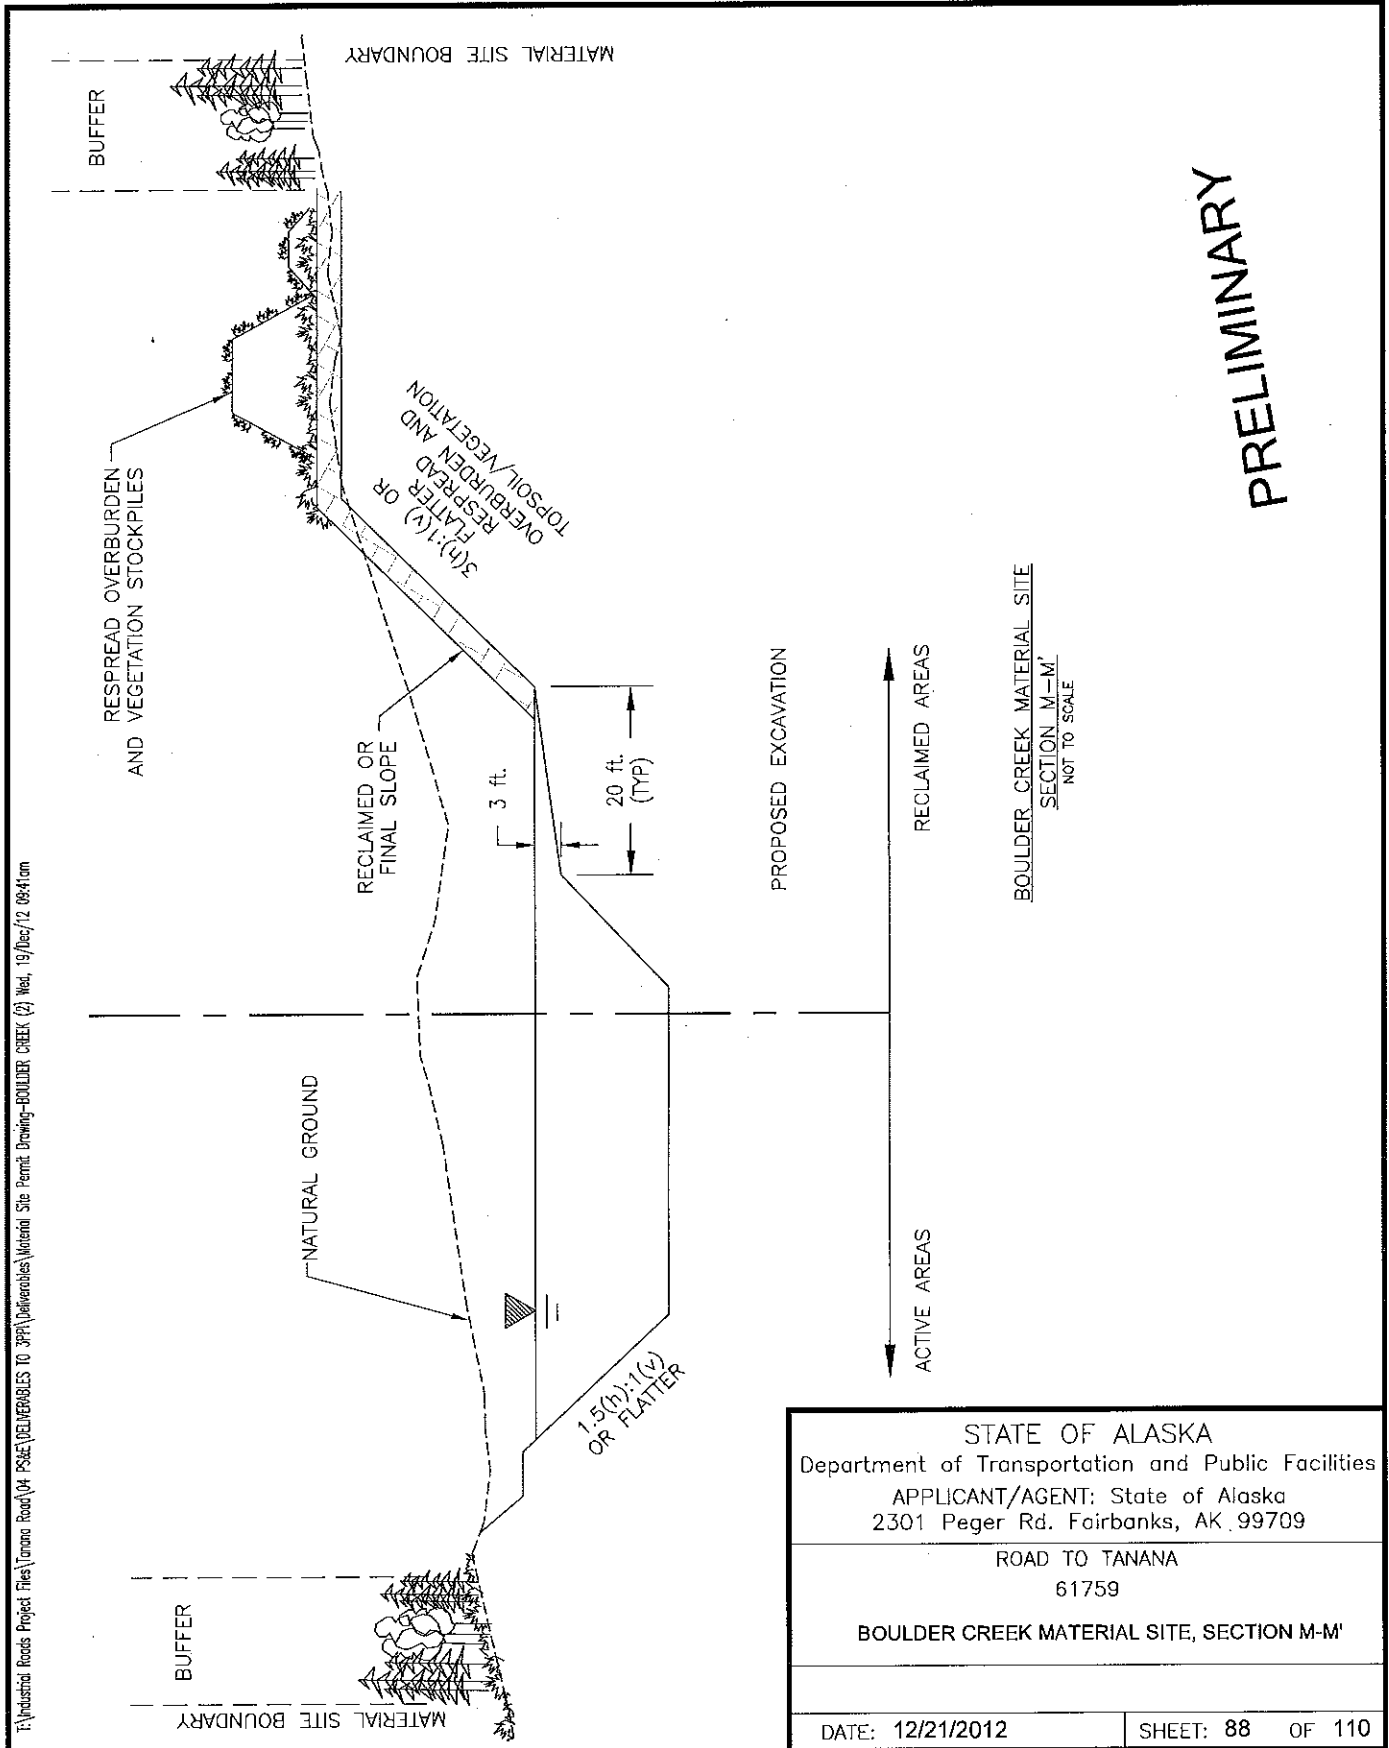 T:\Industrial Roads Project Files\Tanana Road\04 PS&E\DELIVERABLES TO 3PPI\Deliverables\Material Site Permit Drawing-BOULDER CREEK (2) Wed, 19/Dec/12 09:41am
BUFFER
MATERIAL SITE BOUNDARY
RESPREAD OVERBURDEN
AND VEGETATION STOCKPILES
3(h):1(v) OR
FLATTER
RESPREAD
OVERBURDEN AND
TOPSOIL/VEGETATION
RECLAIMED OR
FINAL SLOPE
3 ft.
20 ft.
(TYP)
NATURAL GROUND
1.5(h):1(v)
OR FLATTER
BUFFER
MATERIAL SITE BOUNDARY
PROPOSED EXCAVATION
ACTIVE AREAS
RECLAIMED AREAS
BOULDER CREEK MATERIAL SITE
SECTION M-M'
NOT TO SCALE
PRELIMINARY
STATE OF ALASKA
Department of Transportation and Public Facilities
APPLICANT/AGENT: State of Alaska
2301 Peger Rd. Fairbanks, AK 99709
ROAD TO TANANA
61759
BOULDER CREEK MATERIAL SITE, SECTION M-M'
DATE: 12/21/2012
SHEET: 88 OF 110